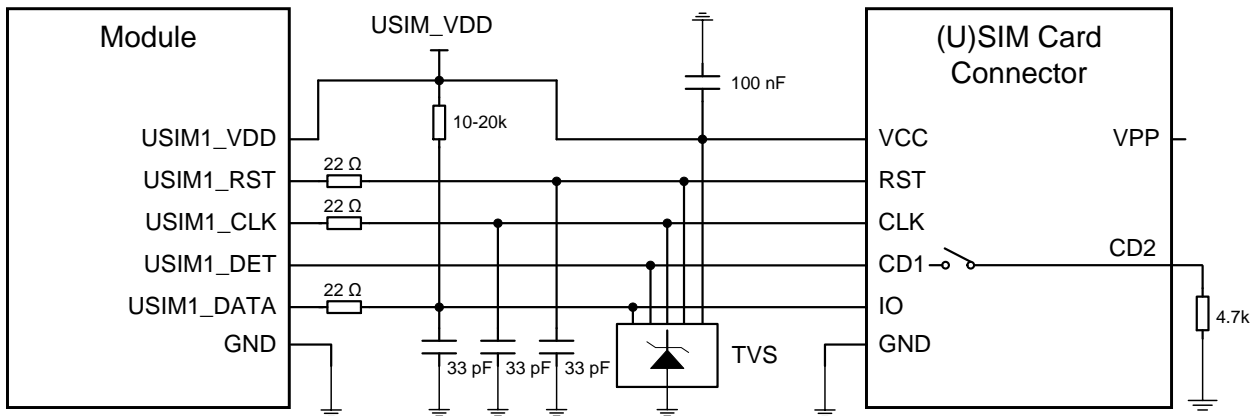 Module
USIM_VDD
(U)SIM Card
Connector
100 nF
10-20k
USIM1_VDD
VCC
VPP
22 Ω
USIM1_RST
RST
22 Ω
USIM1_CLK
CLK
CD2
USIM1_DET
CD1
22 Ω
USIM1_DATA
IO
4.7k
GND
TVS
GND
33 pF
33 pF
33 pF